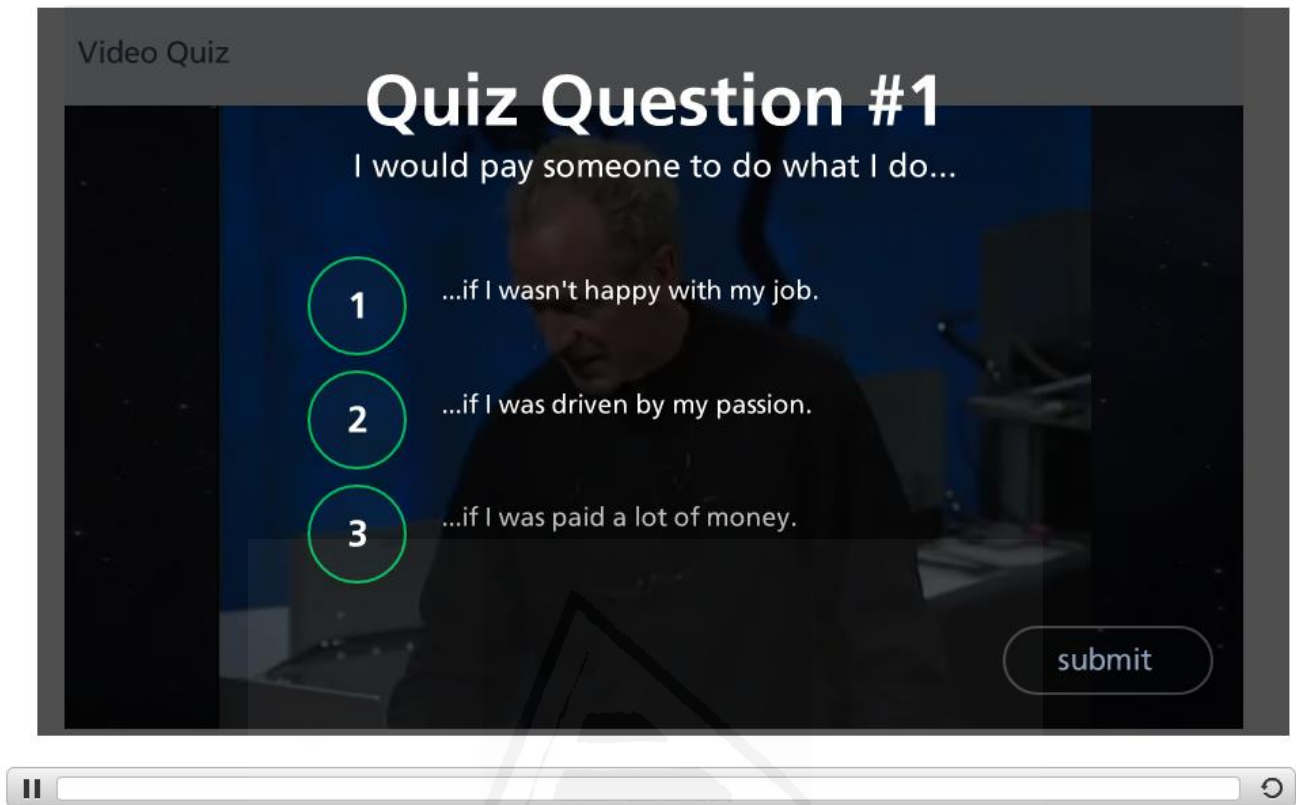 Video Quiz
Quiz Question #1
I would pay someone to do what I do...
1
...if I wasn't happy with my job.
2
...if I was driven by my passion.
3
...if I was paid a lot of money.
submit